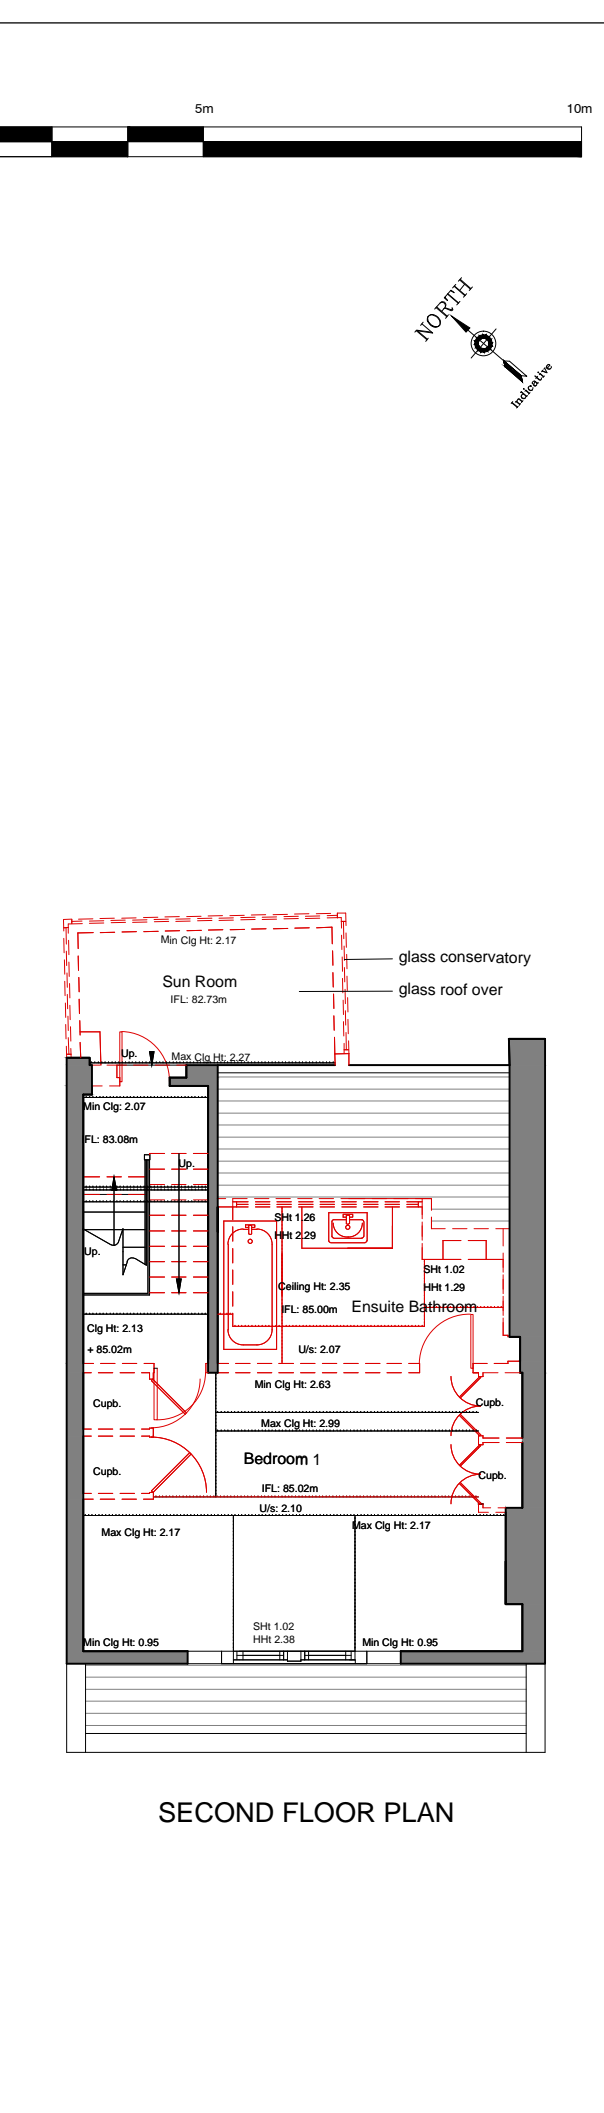 5m
10m
NORTH
Indicative
Min Clg Ht: 2.17
glass conservatory
Sun Room
glass roof over
IFL: 82.73m
Up.
Max Clg Ht: 2.27
Min Clg: 2.07
FL: 83.08m
Up.
Up.
SHt 1.26
HHt 2.29
SHt 1.02
HHt 1.29
Ceiling Ht: 2.35
IFL: 85.00m
Ensuite Bathroom
Clg Ht: 2.13
+ 85.02m
U/s: 2.07
Min Clg Ht: 2.63
Cupb.
Cupb.
Max Clg Ht: 2.99
Bedroom 1
Cupb.
Cupb.
IFL: 85.02m
U/s: 2.10
Max Clg Ht: 2.17
Max Clg Ht: 2.17
SHt 1.02
HHt 2.38
Min Clg Ht: 0.95
Min Clg Ht: 0.95
SECOND FLOOR PLAN